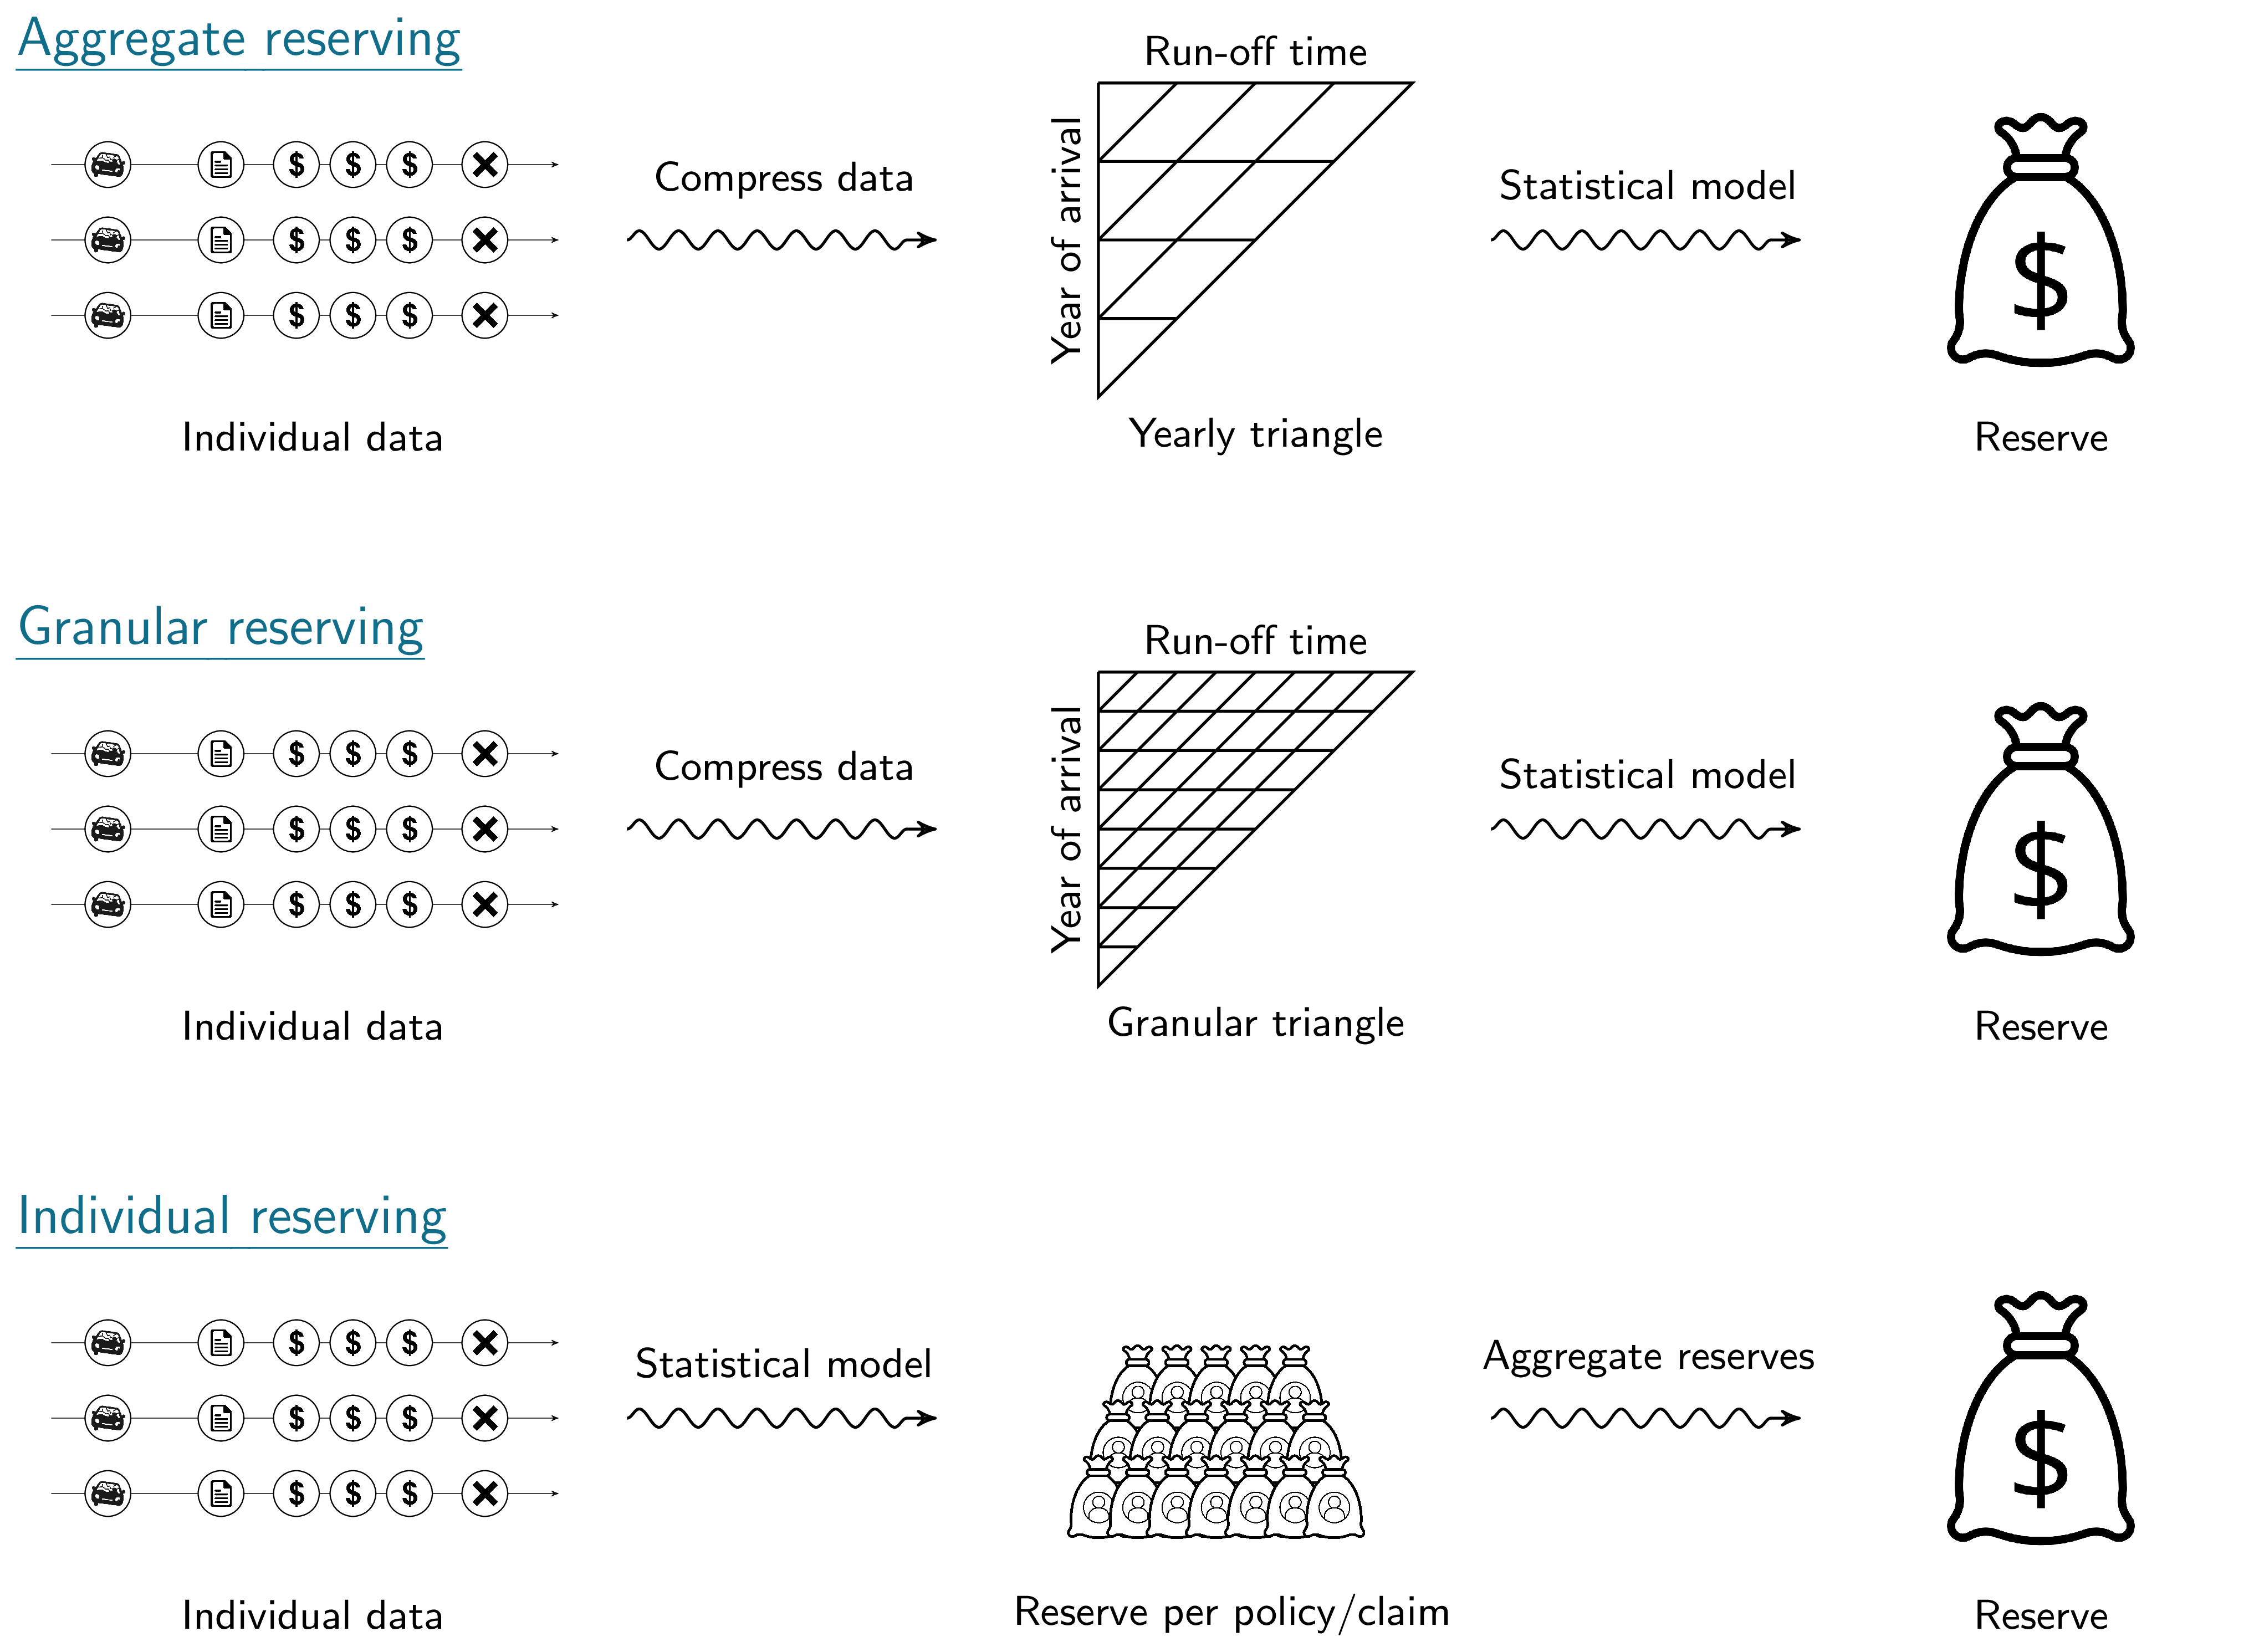 Aggregate reserving
Run-off time
Year of arrival
$ $ $
$ $ $
$ $ $
Compress data
Statistical model
$
Individual data
Yearly triangle
Reserve
Granular reserving
Run-off time
Year of arrival
$ $ $
$ $ $
$ $ $
Compress data
Statistical model
$
Individual data
Granular triangle
Reserve
Individual reserving
$ $ $
$ $ $
$ $ $
Statistical model
Aggregate reserves
$
Individual data
Reserve per policy/claim
Reserve